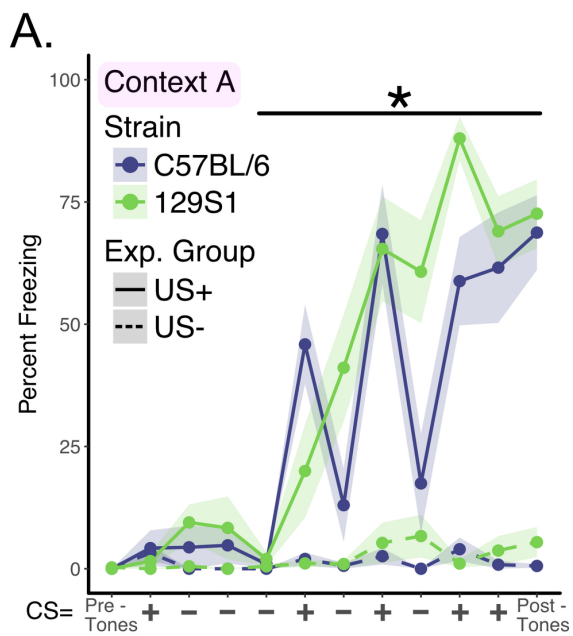 A.
100
75
50
25
0
Percent Freezing
Context A
*
Strain
C57BL/6
129S1
Exp. Group
US+
US-
CS= Pre - + − − − + − + − + + Post -
Tones Tones